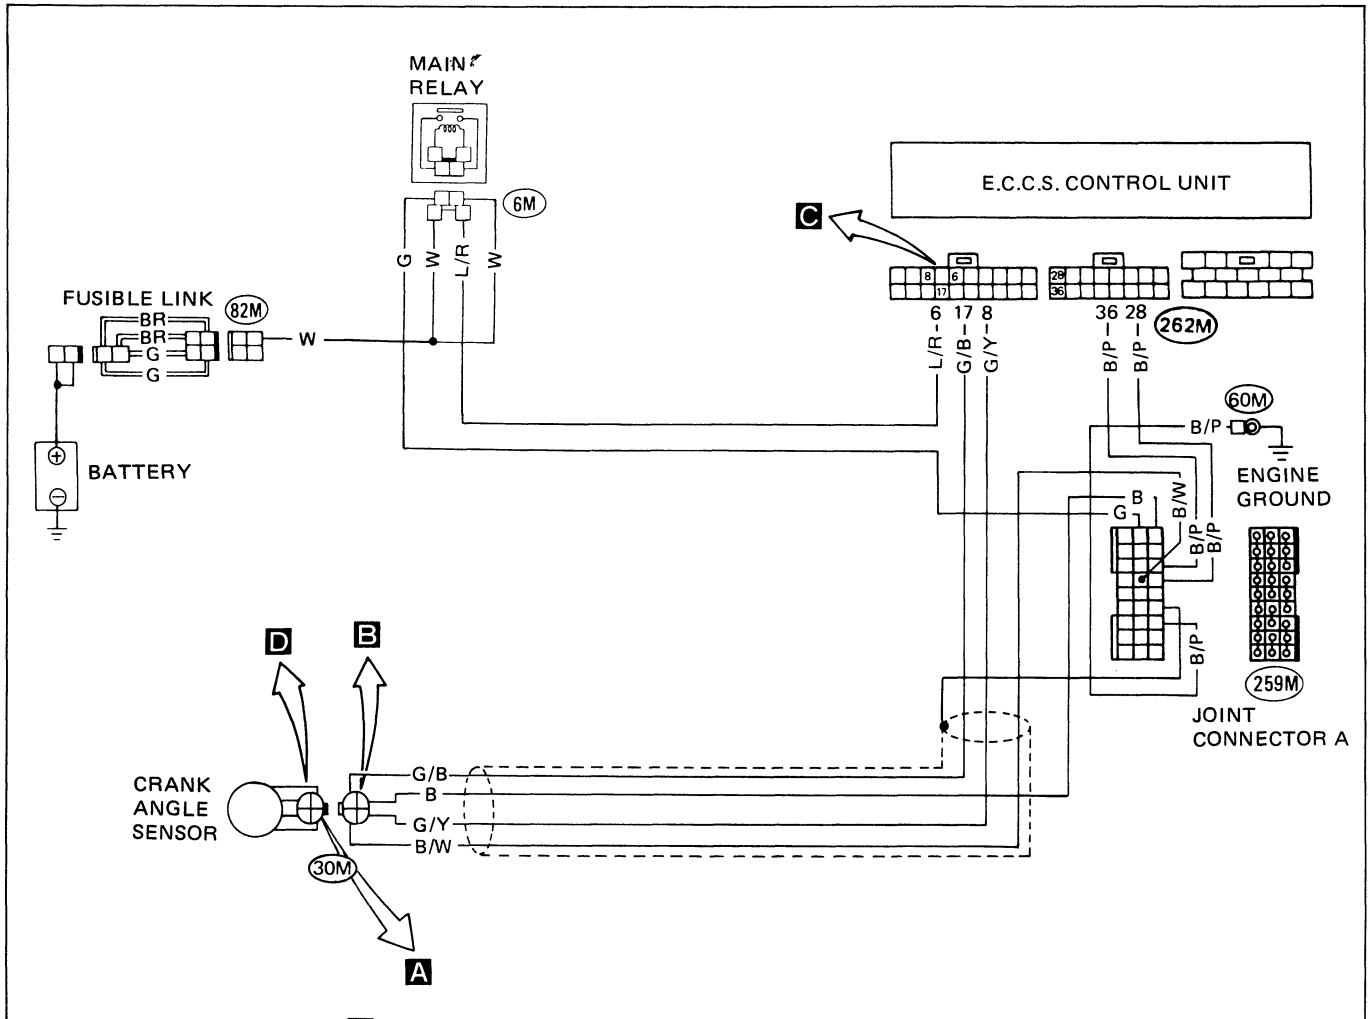 MAIN
RELAY
6M
E.C.C.S. CONTROL UNIT
C
G
W
L/R
W
8 6
17
28
36
FUSIBLE LINK
82M
BR
BR
G
G
W
6 17 8
36 28
262M
L/R
G/B
G/Y
B/P
B/P
60M
B/P
BATTERY
ENGINE
GROUND
B
G
B/W
B/P
B/P
B/P
259M
JOINT
CONNECTOR A
D
B
CRANK
ANGLE
SENSOR
G/B
B
G/Y
B/W
30M
A